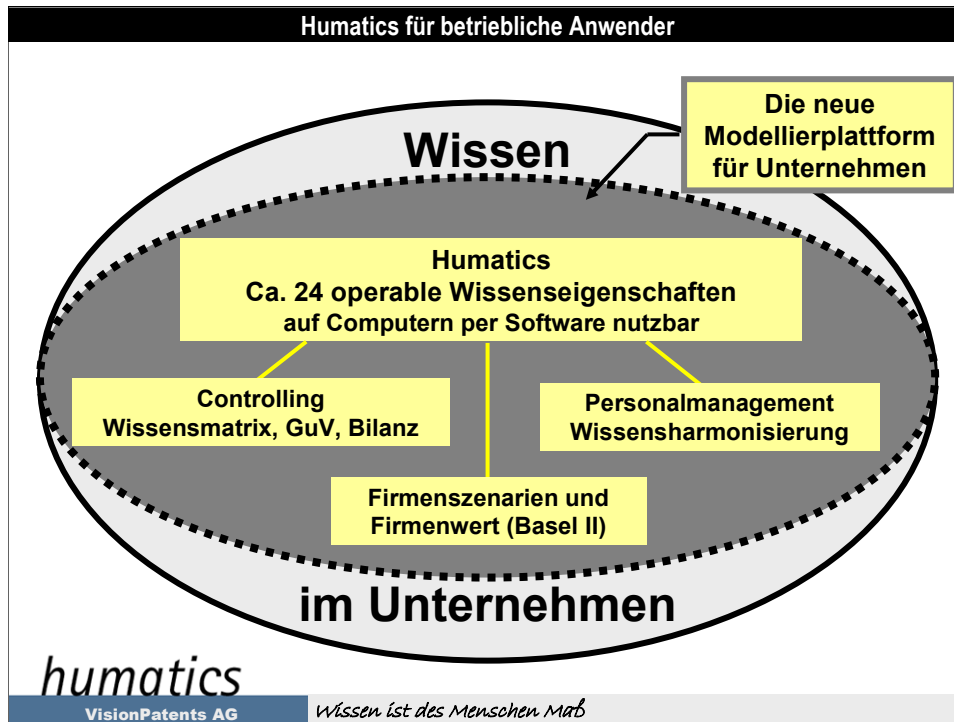 Humatics für betriebliche Anwender
Die neue
Modellierplattform
für Unternehmen
Wissen
Humatics
Ca. 24 operable Wissenseigenschaften
auf Computern per Software nutzbar
Controlling
Wissensmatrix, GuV, Bilanz
Personalmanagement
Wissensharmonisierung
Firmenszenarien und
Firmenwert (Basel II)
im Unternehmen
humatics
VisionPatents AG
Wissen ist des Menschen Maß